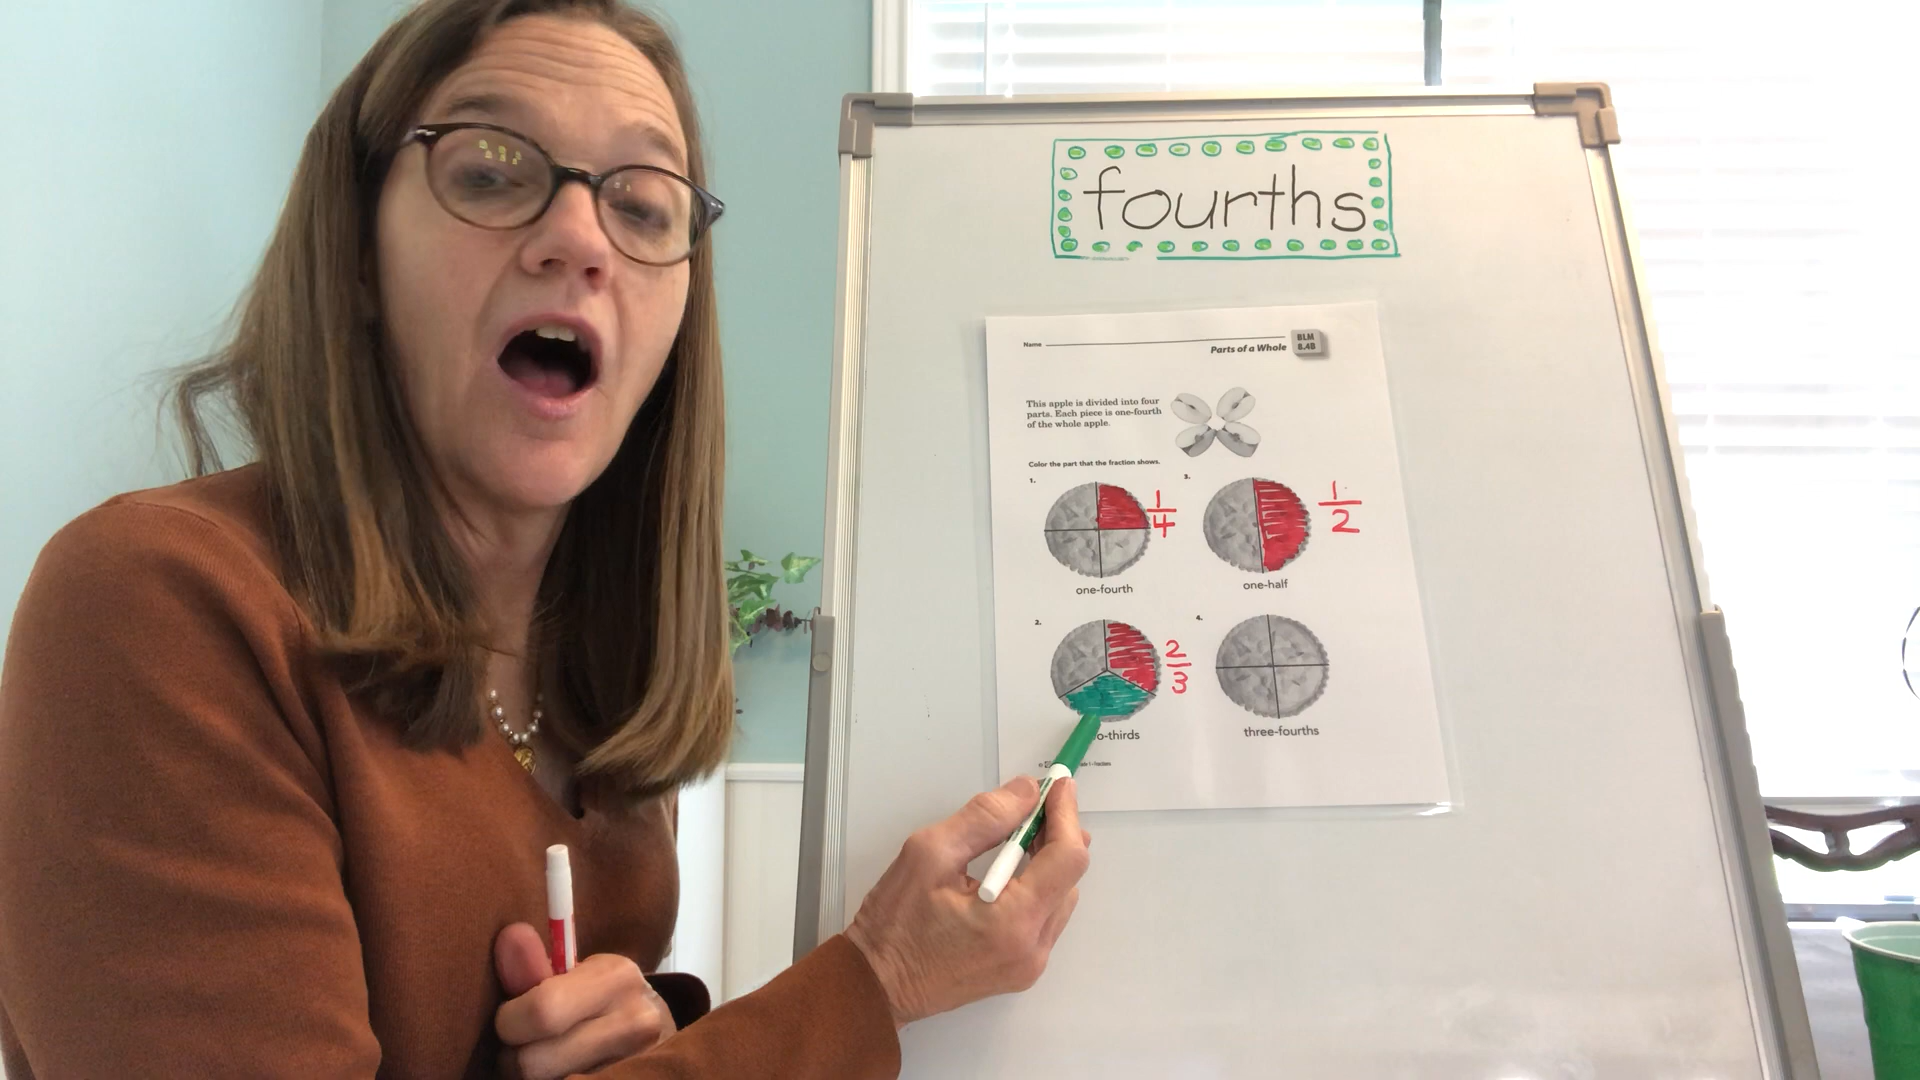 fourths
Name
Parts of a Whole
BLM
8.4B
This apple is divided into four
parts. Each piece is one-fourth
of the whole apple.
Color the part that the fraction shows.
1.
1
4
one-fourth
3.
1
2
one-half
2.
2
3
o-thirds
4.
three-fourths